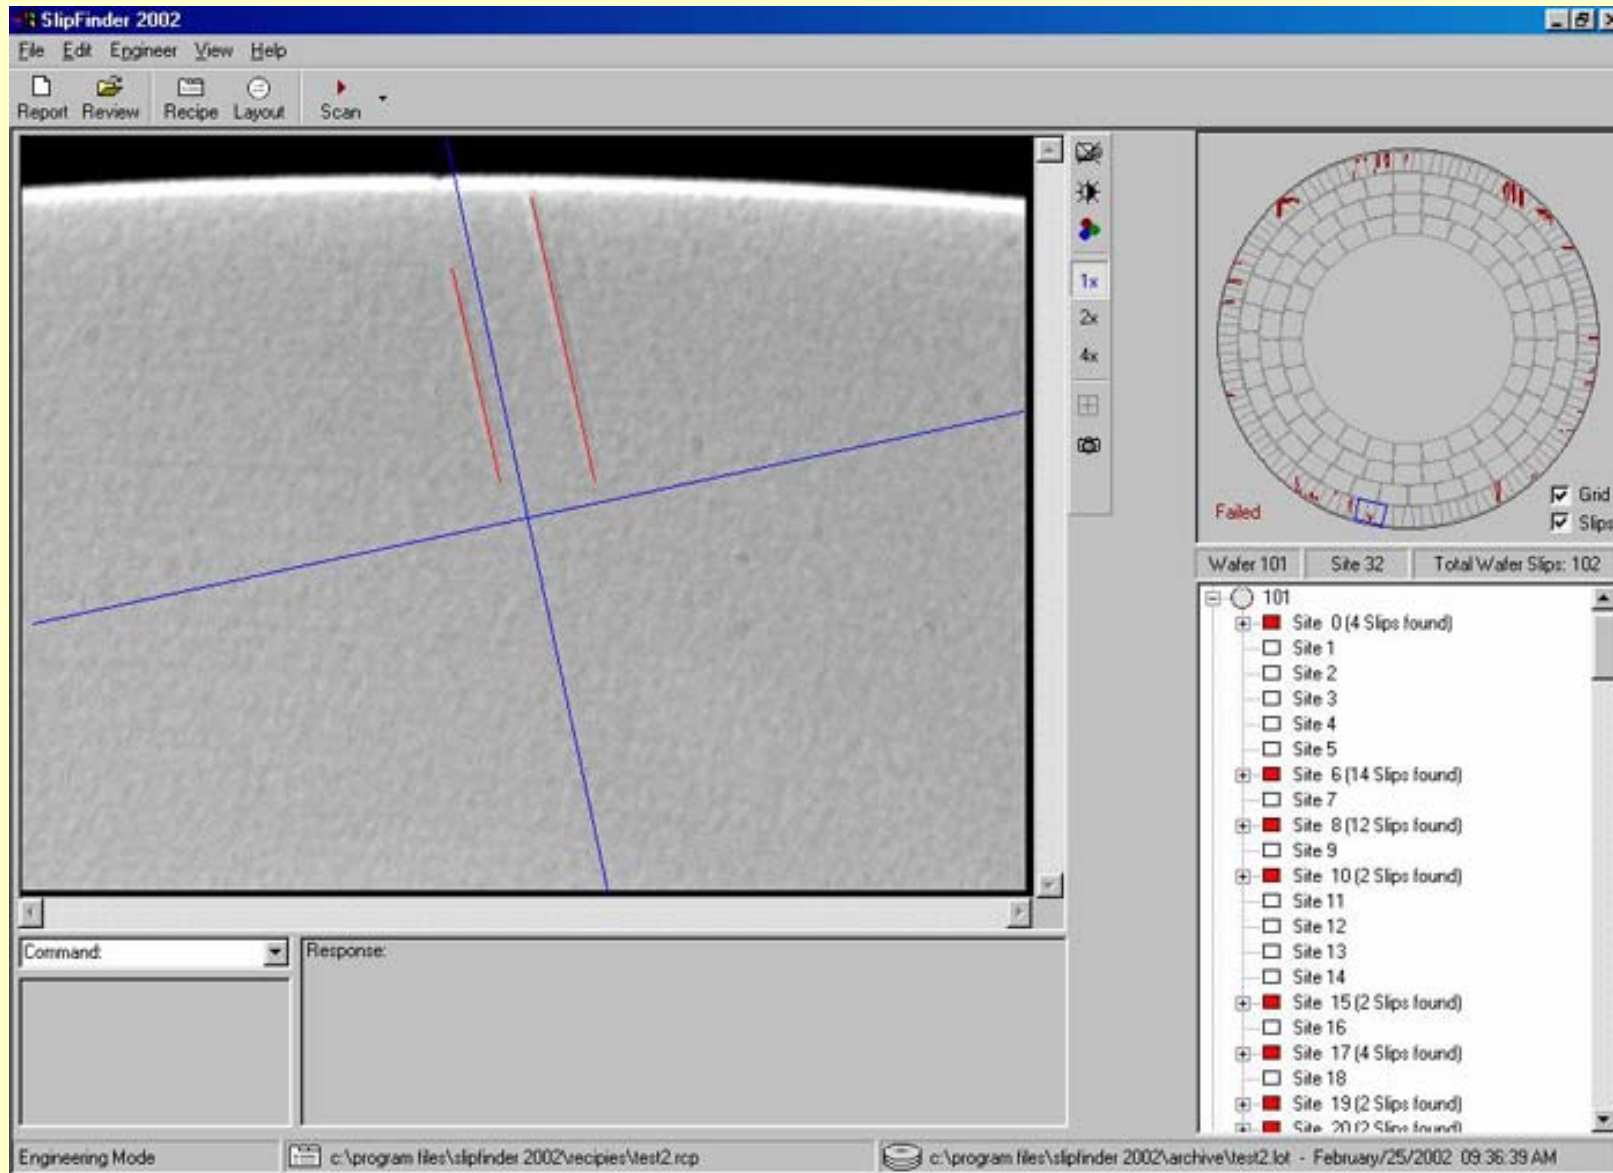 SlipFinder 2002
File Edit Engineer View Help
Report Review Recipe Layout Scan
1x
2x
4x
Failed
Grid
Slips
Wafer 101 Site 32 Total Wafer Slips: 102
101
Site 0 (4 Slips found)
Site 1
Site 2
Site 3
Site 4
Site 5
Site 6 (14 Slips found)
Site 7
Site 8 (12 Slips found)
Site 9
Site 10 (2 Slips found)
Site 11
Site 12
Site 13
Site 14
Site 15 (2 Slips found)
Site 16
Site 17 (4 Slips found)
Site 18
Site 19 (2 Slips found)
Site 20 (2 Slips found)
Command: Response:
Engineering Mode c:\program files\slipfinder 2002\recipies\test2.rcp c:\program files\slipfinder 2002\archive\test2.lot - February/25/2002 09:36:39 AM